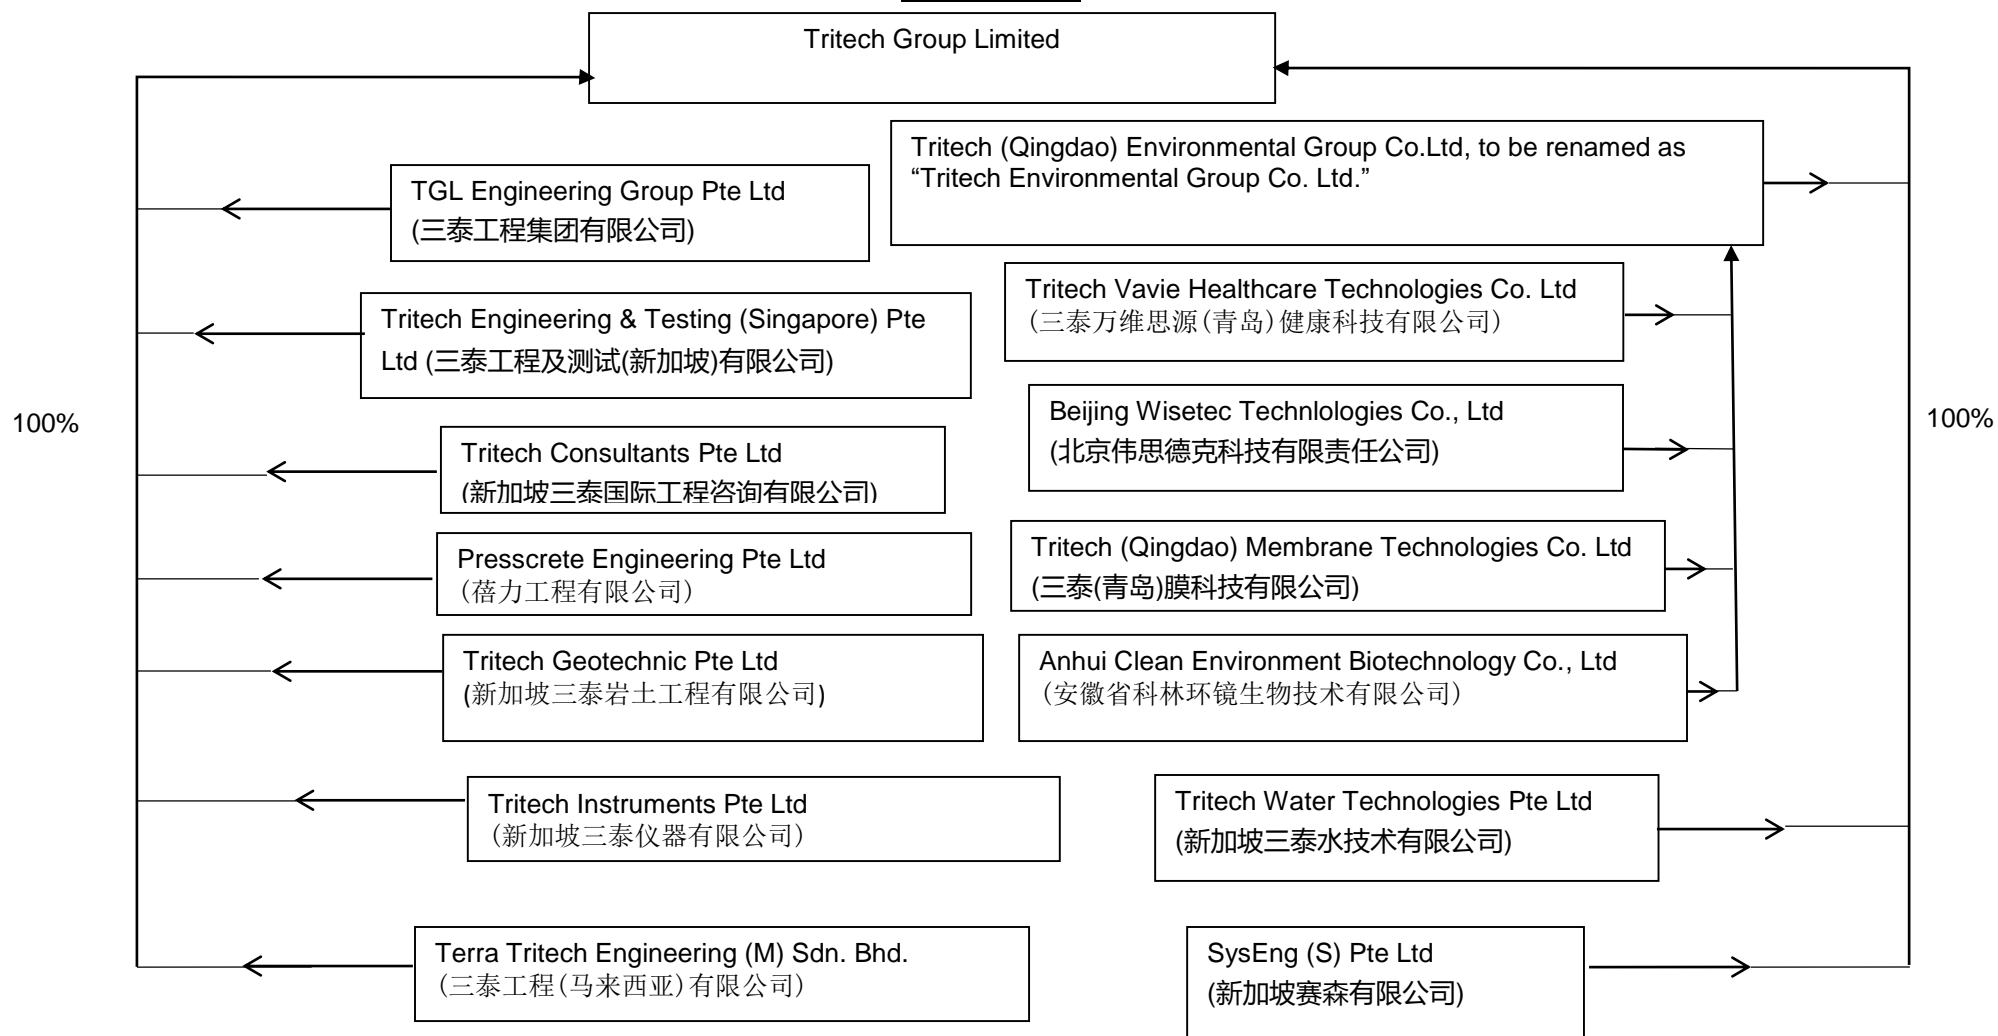 Tritech Group Limited
Tritech (Qingdao) Environmental Group Co.Ltd, to be renamed as
“Tritech Environmental Group Co. Ltd.”
TGL Engineering Group Pte Ltd
(三泰工程集团有限公司)
Tritech Vavie Healthcare Technologies Co. Ltd
(三泰万维思源(青岛)健康科技有限公司)
Tritech Engineering & Testing (Singapore) Pte
Ltd (三泰工程及测试(新加坡)有限公司)
Beijing Wisetec Technlologies Co., Ltd
(北京伟思德克科技有限责任公司)
100%
100%
Tritech Consultants Pte Ltd
(新加坡三泰国际工程咨询有限公司)
Tritech (Qingdao) Membrane Technologies Co. Ltd
(三泰(青岛)膜科技有限公司)
Presscrete Engineering Pte Ltd
(蓓力工程有限公司)
Tritech Geotechnic Pte Ltd
(新加坡三泰岩土工程有限公司)
Anhui Clean Environment Biotechnology Co., Ltd
(安徽省科林环镜生物技术有限公司)
Tritech Instruments Pte Ltd
(新加坡三泰仪器有限公司)
Tritech Water Technologies Pte Ltd
(新加坡三泰水技术有限公司)
Terra Tritech Engineering (M) Sdn. Bhd.
(三泰工程(马来西亚)有限公司)
SysEng (S) Pte Ltd
(新加坡赛森有限公司)